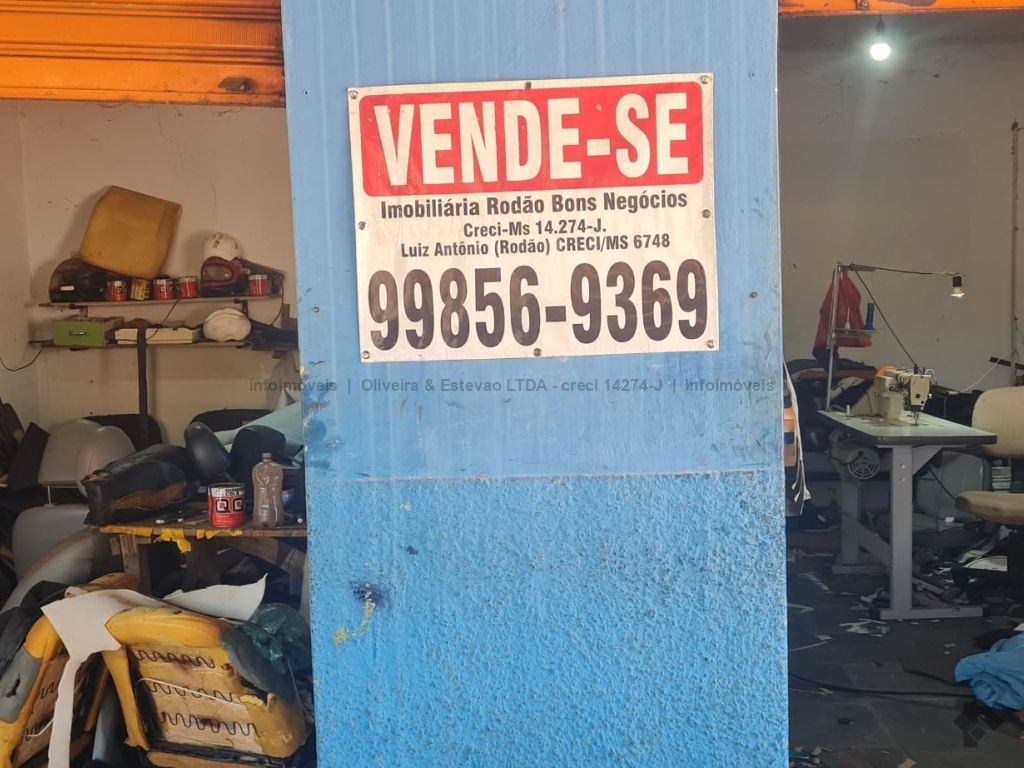 VENDE-SE
Imobiliária Rodão Bons Negócios
Creci-Ms 14.274-J.
Luiz Antônio (Rodão) CRECI/MS 6748
99856-9369
infoimóveis | Oliveira & Estevao LTDA - creci 14274-J | infoimóveis